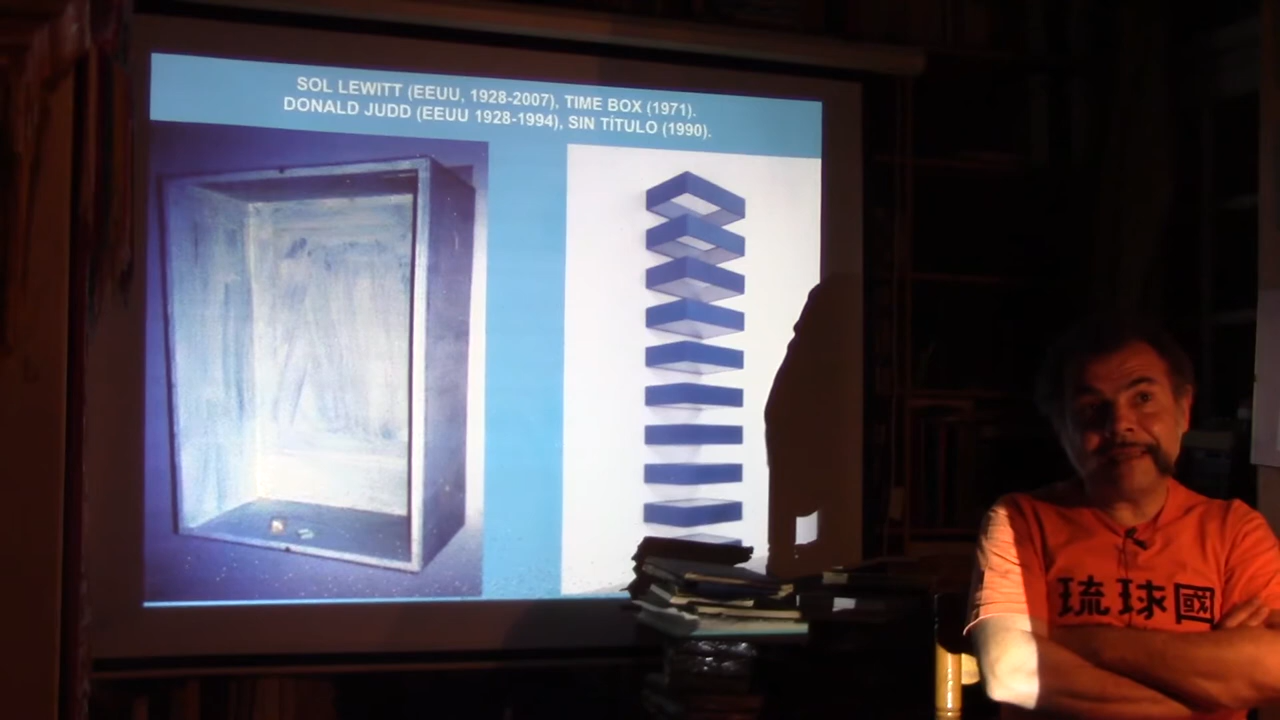 SOL LEWITT (EEUU, 1928-2007), TIME BOX (1971).
DONALD JUDD (EEUU 1928-1994), SIN TÍTULO (1990).
琉球國